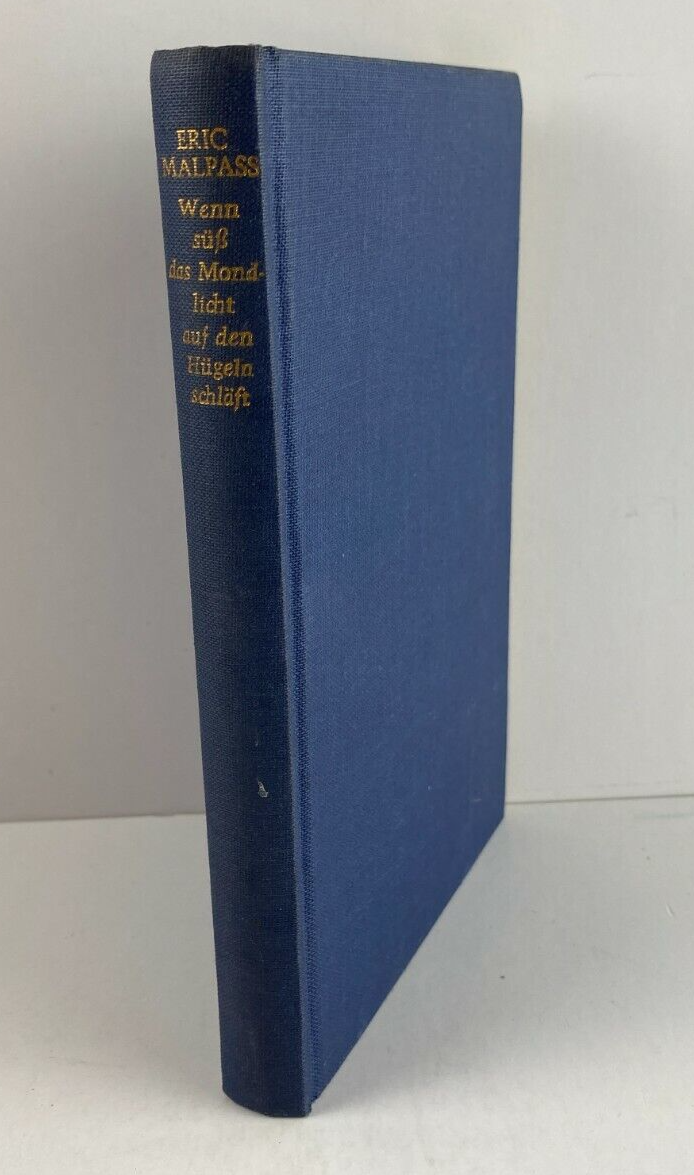 ERIC
MALPASS
Wenn
süß
das Mond-
licht
auf den
Hügeln
schläft